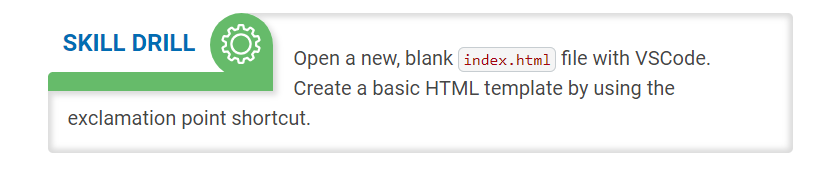 SKILL DRILL
Open a new, blank index.html file with VSCode.
Create a basic HTML template by using the
exclamation point shortcut.